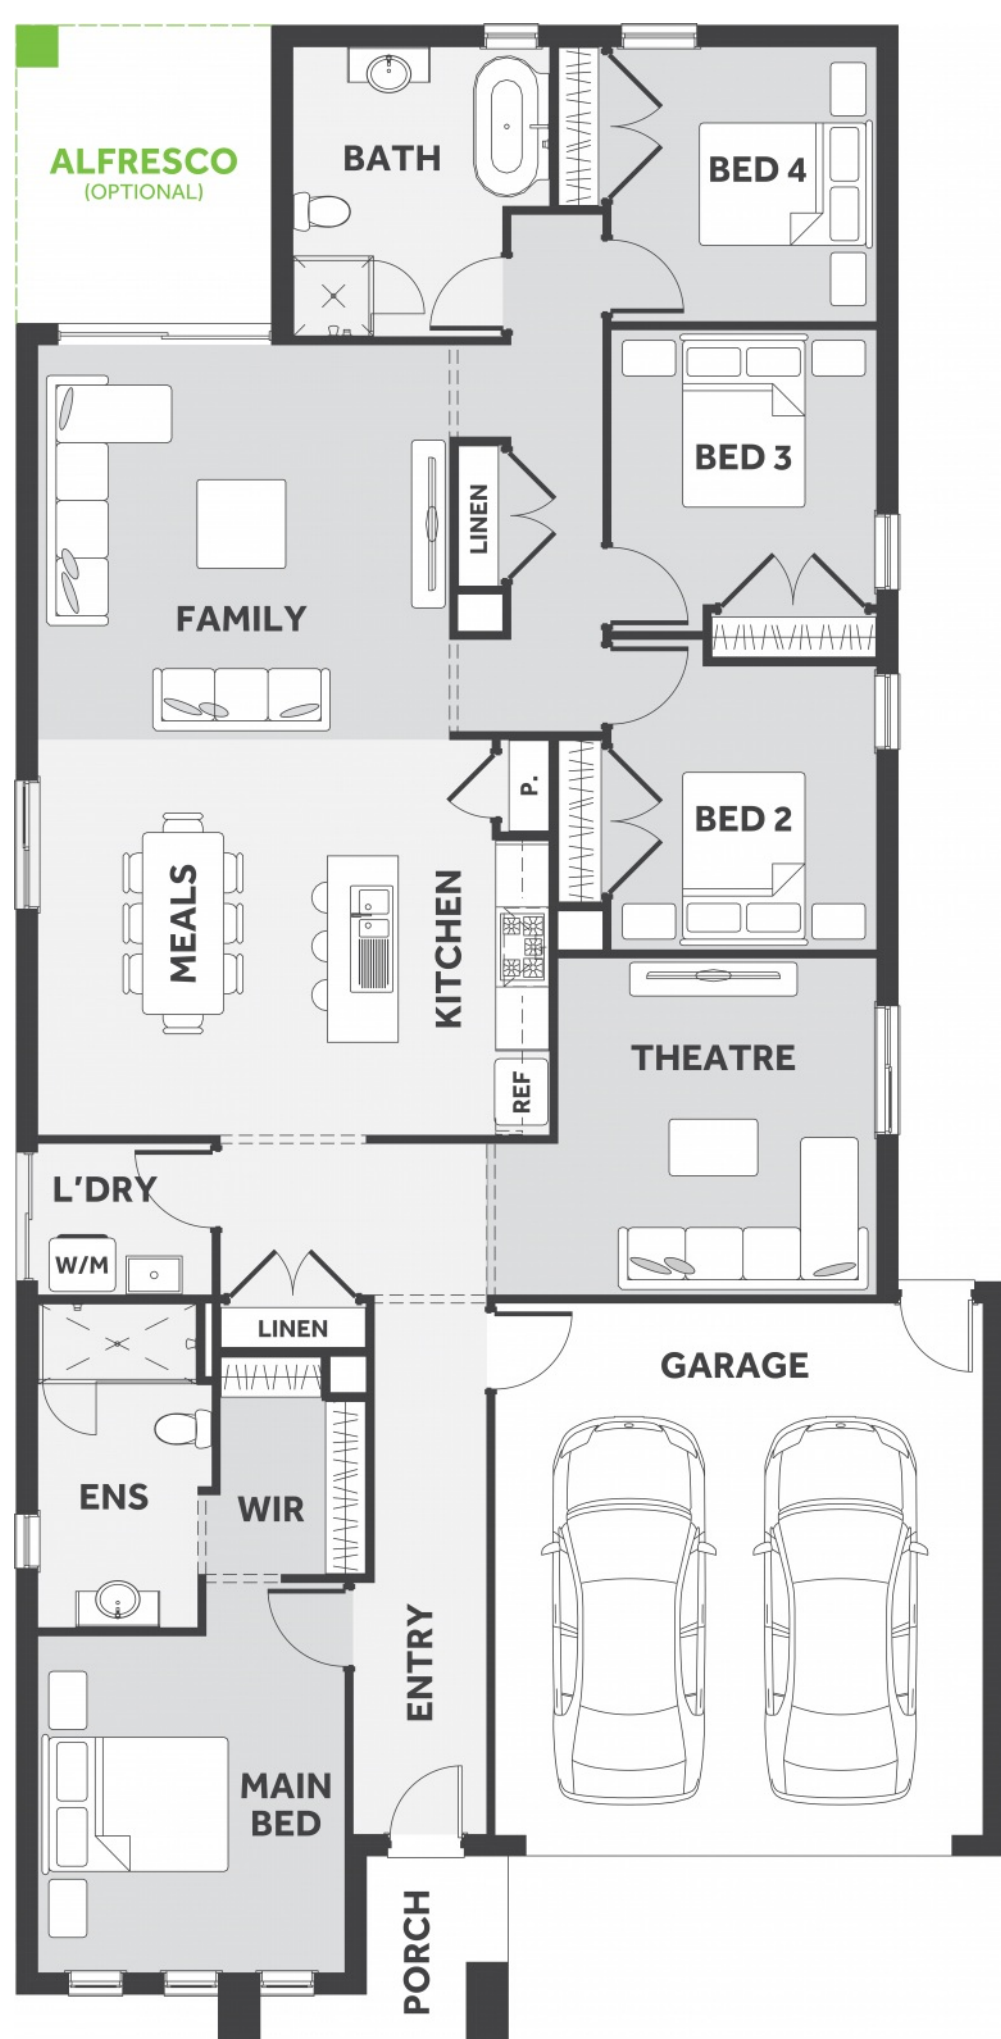 ALFRESCO
(OPTIONAL)
BATH
BED 4
BED 3
LINEN
FAMILY
P.
BED 2
MEALS
KITCHEN
THEATRE
REF
L'DRY
W/M
LINEN
GARAGE
ENS
WIR
ENTRY
MAIN
BED
PORCH